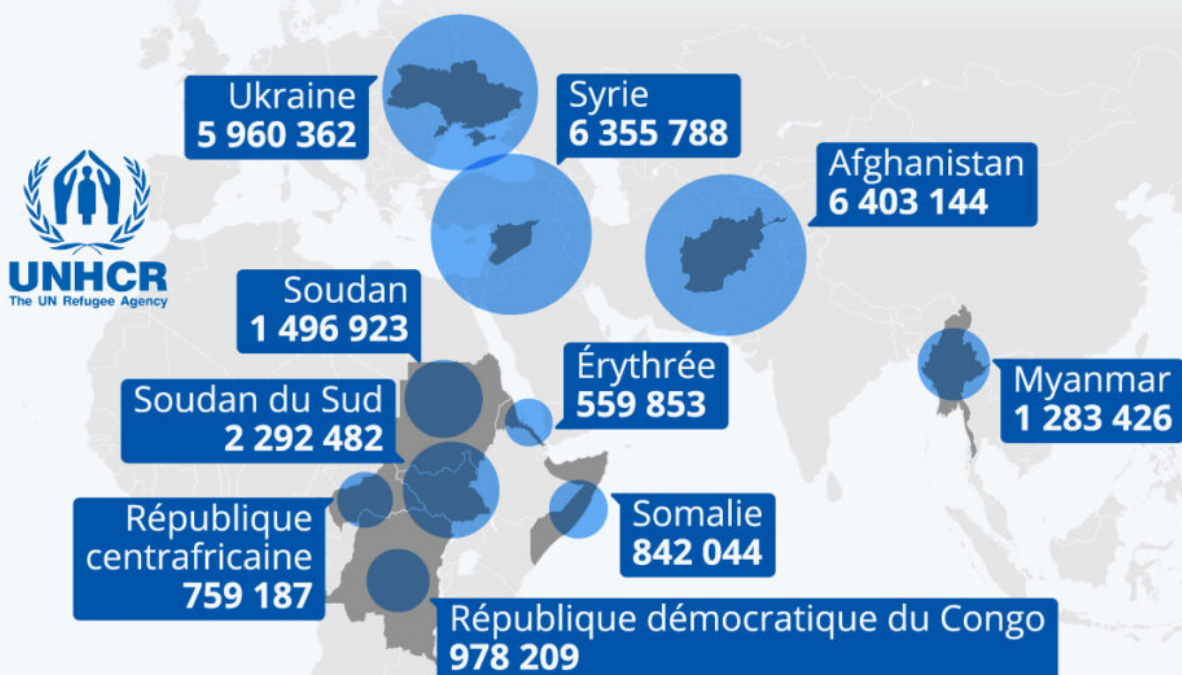 Ukraine
5 960 362
Syrie
6 355 788
Afghanistan
6 403 144
UNHCR
The UN Refugee Agency
Soudan
1 496 923
Érythrée
559 853
Myanmar
1 283 426
Soudan du Sud
2 292 482
République
centrafricaine
759 187
Somalie
842 044
République démocratique du Congo
978 209